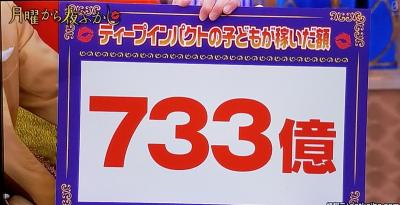 月曜から夜ふかし
ディープインパクトの子どもが稼いだ額
733億